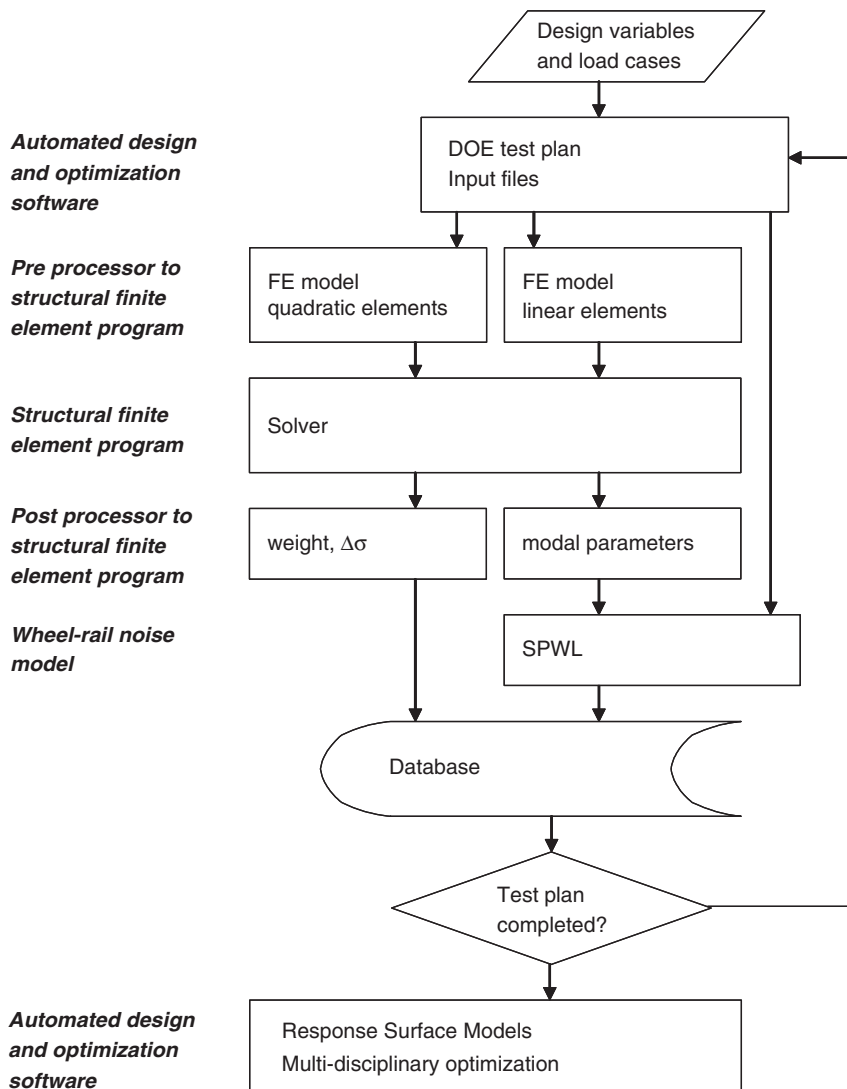 Design variables
and load cases
Automated design
and optimization
software
DOE test plan
Input files
Pre processor to
structural finite
element program
FE model
quadratic elements
FE model
linear elements
Structural finite
element program
Solver
Post processor to
structural finite
element program
weight, Δσ
modal parameters
Wheel-rail noise
model
SPWL
Database
Test plan
completed?
Automated design
and optimization
software
Response Surface Models
Multi-disciplinary optimization